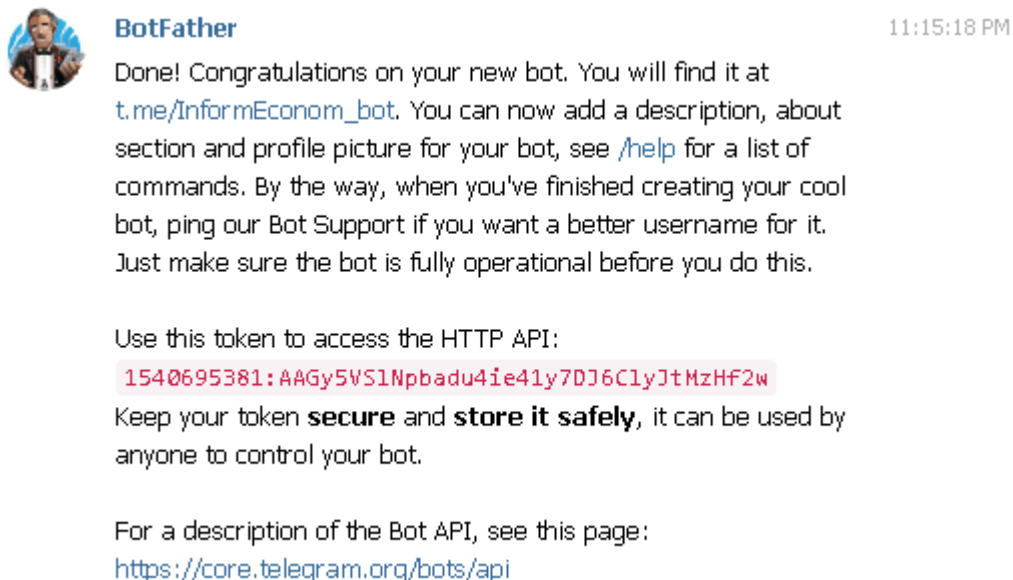 BotFather
11:15:18 PM
Done! Congratulations on your new bot. You will find it at
t.me/InformEconom_bot. You can now add a description, about
section and profile picture for your bot, see /help for a list of
commands. By the way, when you've finished creating your cool
bot, ping our Bot Support if you want a better username for it.
Just make sure the bot is fully operational before you do this.
Use this token to access the HTTP API:
1540695381:AAGy5VSlNpbadu4ie41y7DJ6ClyJtMzHf2w
Keep your token secure and store it safely, it can be used by
anyone to control your bot.
For a description of the Bot API, see this page:
https://core.telegram.org/bots/api